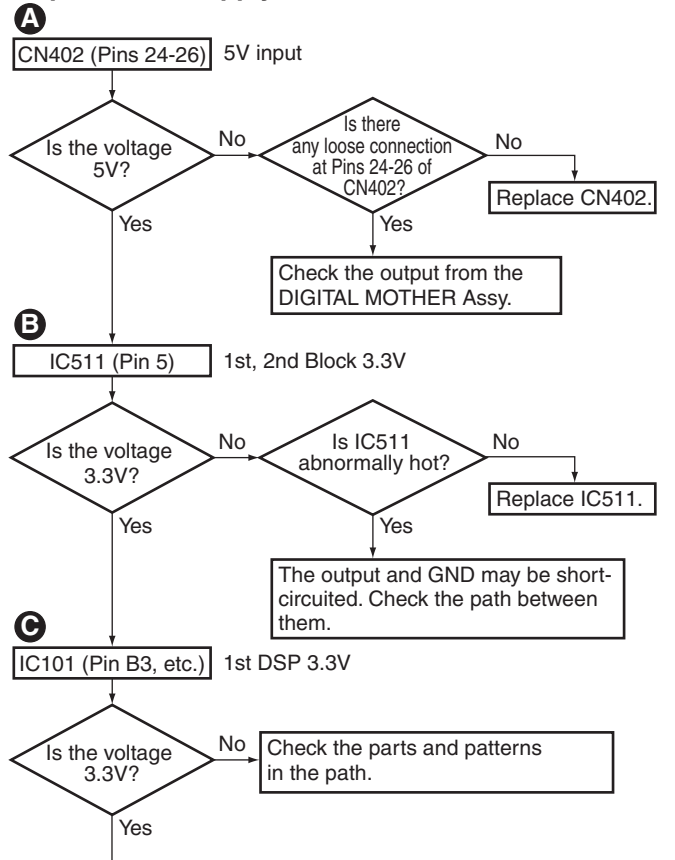 A
CN402 (Pins 24-26)
5V input
Is the voltage
5V?
No
Is there
any loose connection
at Pins 24-26 of
CN402?
No
Replace CN402.
Yes
Yes
Check the output from the
DIGITAL MOTHER Assy.
B
IC511 (Pin 5)
1st, 2nd Block 3.3V
Is the voltage
3.3V?
No
Is IC511
abnormally hot?
No
Replace IC511.
Yes
Yes
The output and GND may be short-
circuited. Check the path between
them.
C
IC101 (Pin B3, etc.)
1st DSP 3.3V
Is the voltage
3.3V?
No
Check the parts and patterns
in the path.
Yes